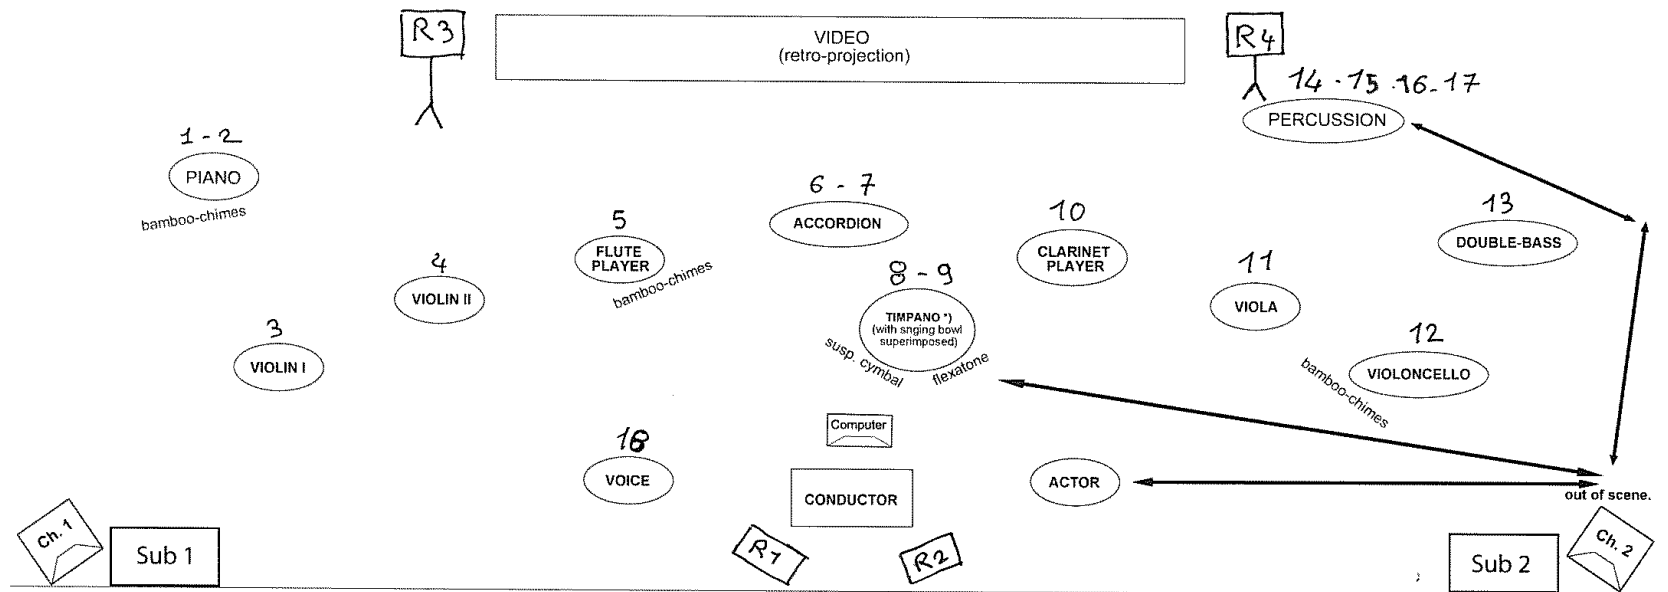 R3
VIDEO
(retro-projection)
R4
14 - 15 - 16 - 17
PERCUSSION
1 - 2
PIANO
bamboo-chimes
6 - 7
ACCORDION
10
CLARINET
PLAYER
13
DOUBLE-BASS
5
FLUTE
PLAYER
bamboo-chimes
4
VIOLIN II
8 - 9
TIMPANO *)
(with snging bowl
superimposed)
susp. cymbal
flexatone
11
VIOLA
3
VIOLIN I
12
VIOLONCELLO
bamboo-chimes
Computer
18
VOICE
CONDUCTOR
ACTOR
out of scene.
Ch. 1
Sub 1
R1
R2
Sub 2
Ch. 2